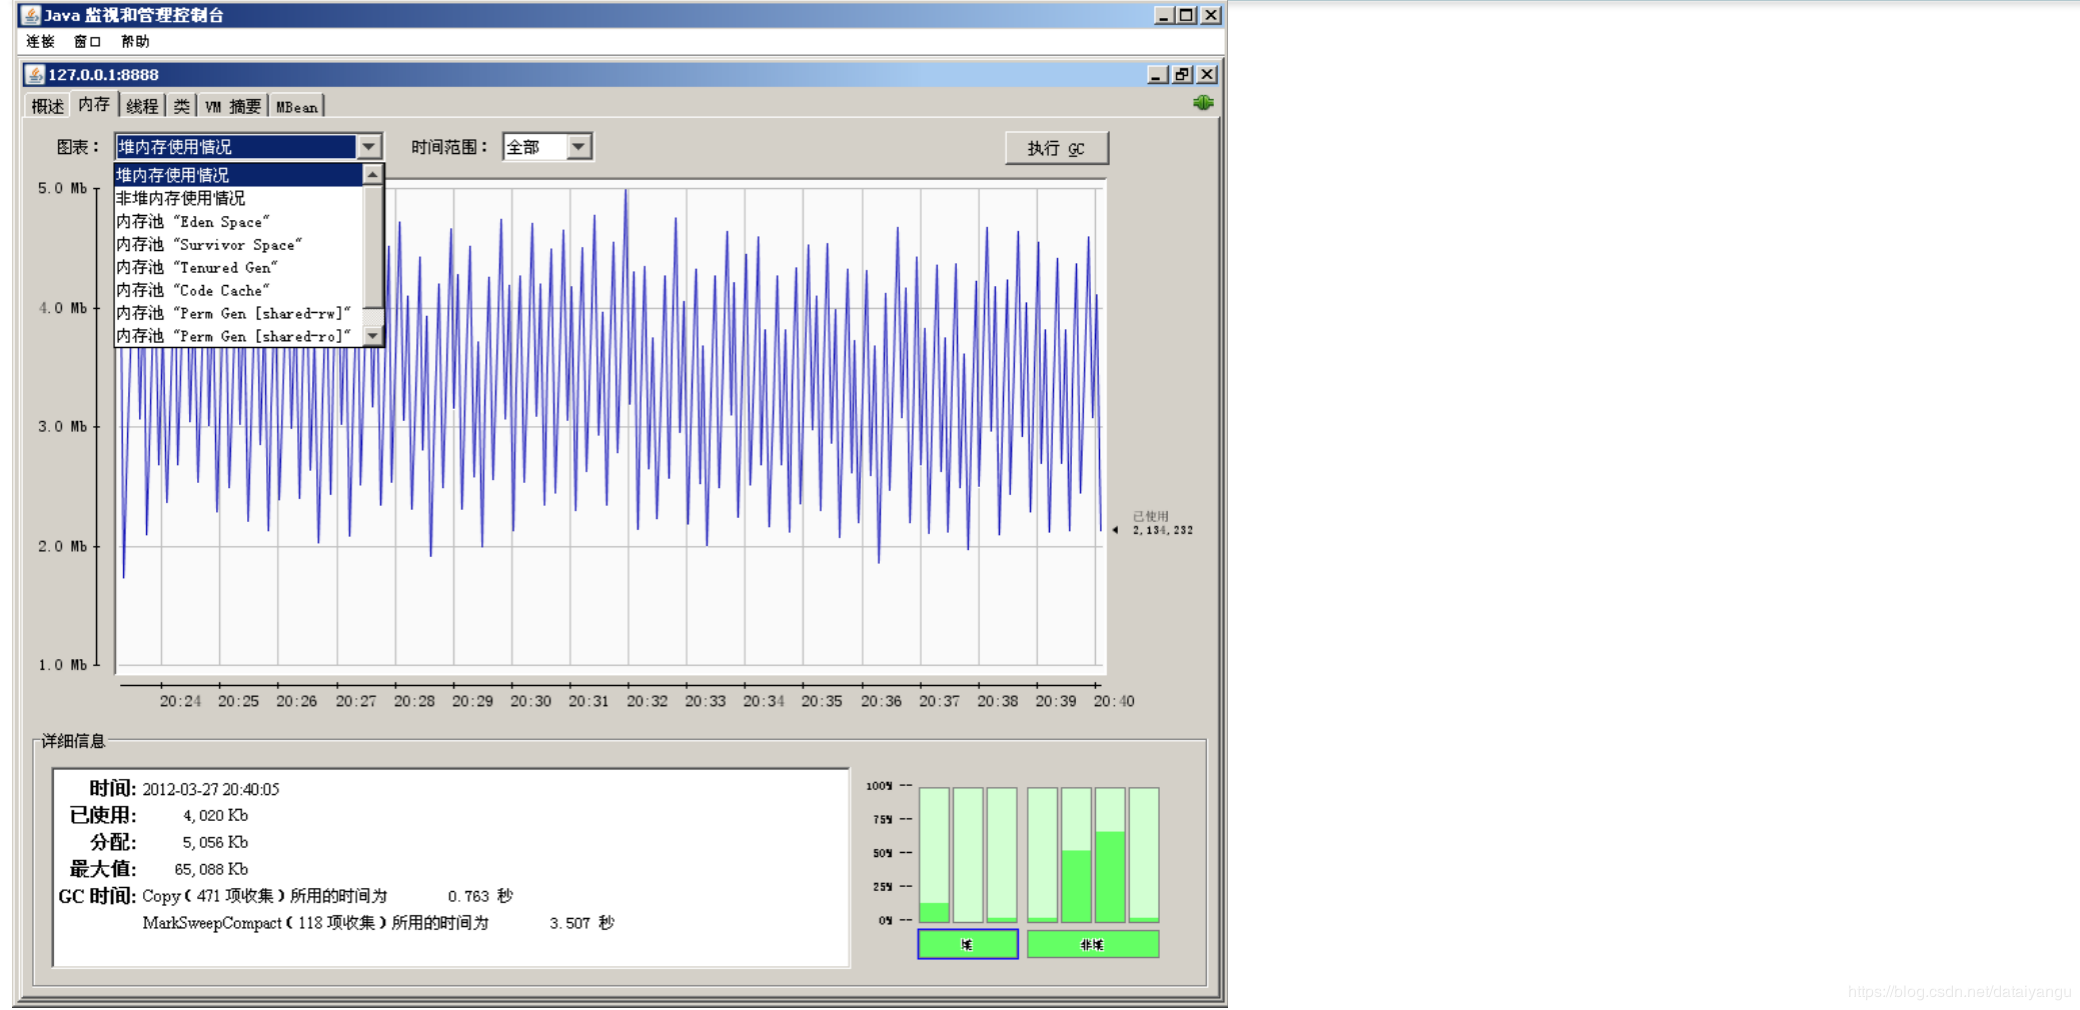 Java 监视和管理控制台
连接 窗口 帮助
127.0.0.1:8888
概述 内存 线程 类 VM 摘要 MBean
图表： 堆内存使用情况 时间范围： 全部 执行 GC
堆内存使用情况
非堆内存使用情况
内存池 "Eden Space"
内存池 "Survivor Space"
内存池 "Tenured Gen"
内存池 "Code Cache"
内存池 "Perm Gen [shared-rw]"
内存池 "Perm Gen [shared-ro]"
5.0 Mb
4.0 Mb
3.0 Mb
2.0 Mb
1.0 Mb
已使用
2,134,232
20:24 20:25 20:26 20:27 20:28 20:29 20:30 20:31 20:32 20:33 20:34 20:35 20:36 20:37 20:38 20:39 20:40
详细信息
时间: 2012-03-27 20:40:05
已使用: 4,020 Kb
分配: 5,056 Kb
最大值: 65,088 Kb
GC 时间: Copy ( 471 项收集 ) 所用的时间为 0.763 秒
MarkSweepCompact ( 118 项收集 ) 所用的时间为 3.507 秒
100% --
75% --
50% --
25% --
0% --
堆 非堆
https://blog.csdn.net/dataiyangu